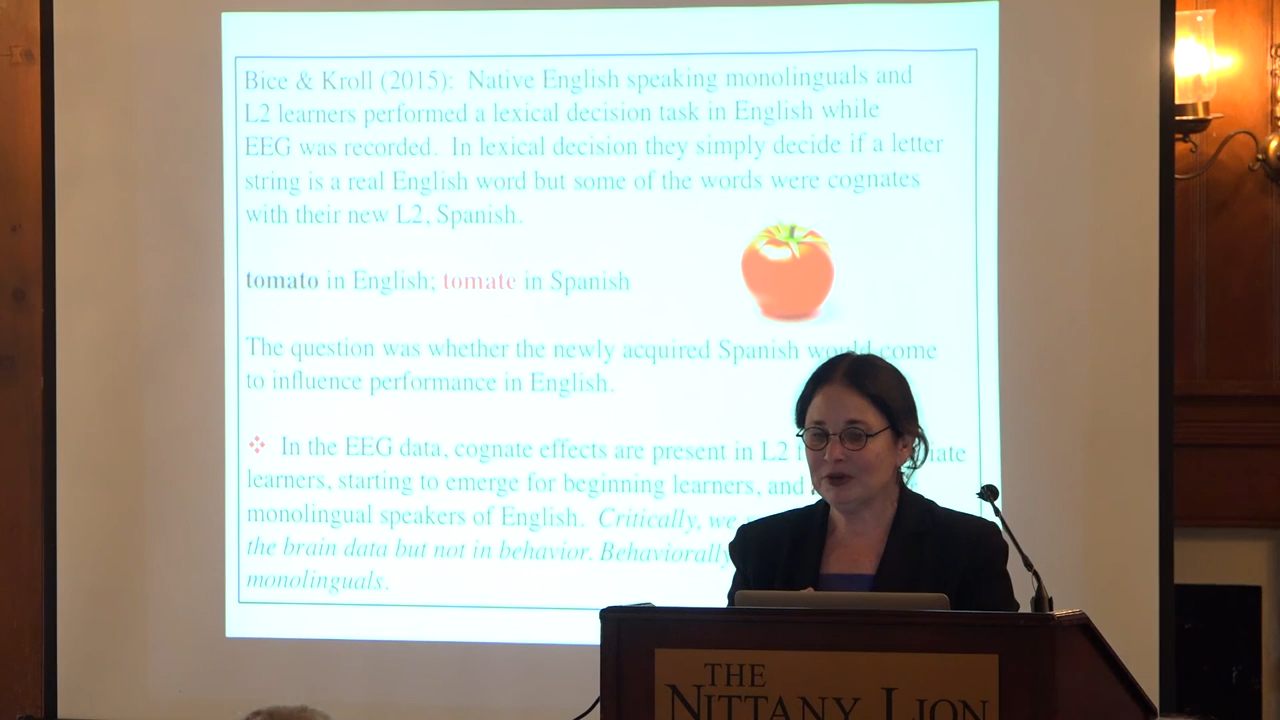 Bice & Kroll (2015): Native English speaking monolinguals and
L2 learners performed a lexical decision task in English while
EEG was recorded. In lexical decision they simply decide if a letter
string is a real English word but some of the words were cognates
with their new L2, Spanish.
tomato in English; tomate in Spanish
The question was whether the newly acquired Spanish would come
to influence performance in English.
❖ In the EEG data, cognate effects are present in L2
learners, starting to emerge for beginning learners, and
monolingual speakers of English. Critically, we
the brain data but not in behavior. Behaviorally
monolinguals.
THE
NITTANY LION